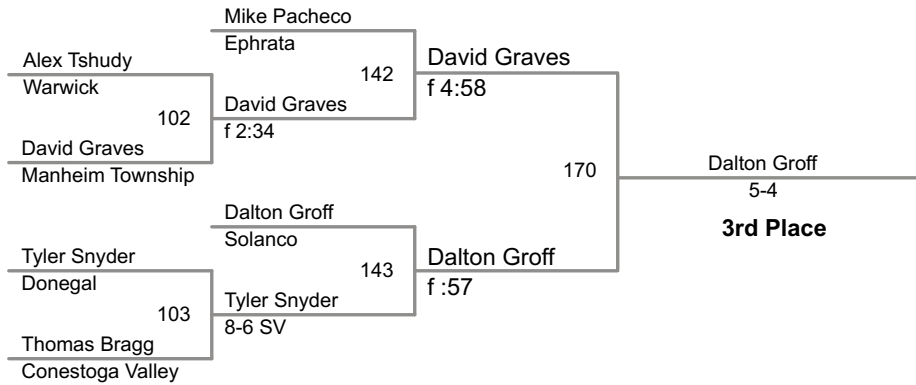 Mike Pacheco
Ephrata
Alex Tshudy
Warwick
142
David Graves
f 4:58
102
David Graves
f 2:34
David Graves
Manheim Township
170
Dalton Groff
5-4
3rd Place
Dalton Groff
Solanco
Tyler Snyder
Donegal
143
Dalton Groff
f :57
103
Tyler Snyder
8-6 SV
Thomas Bragg
Conestoga Valley